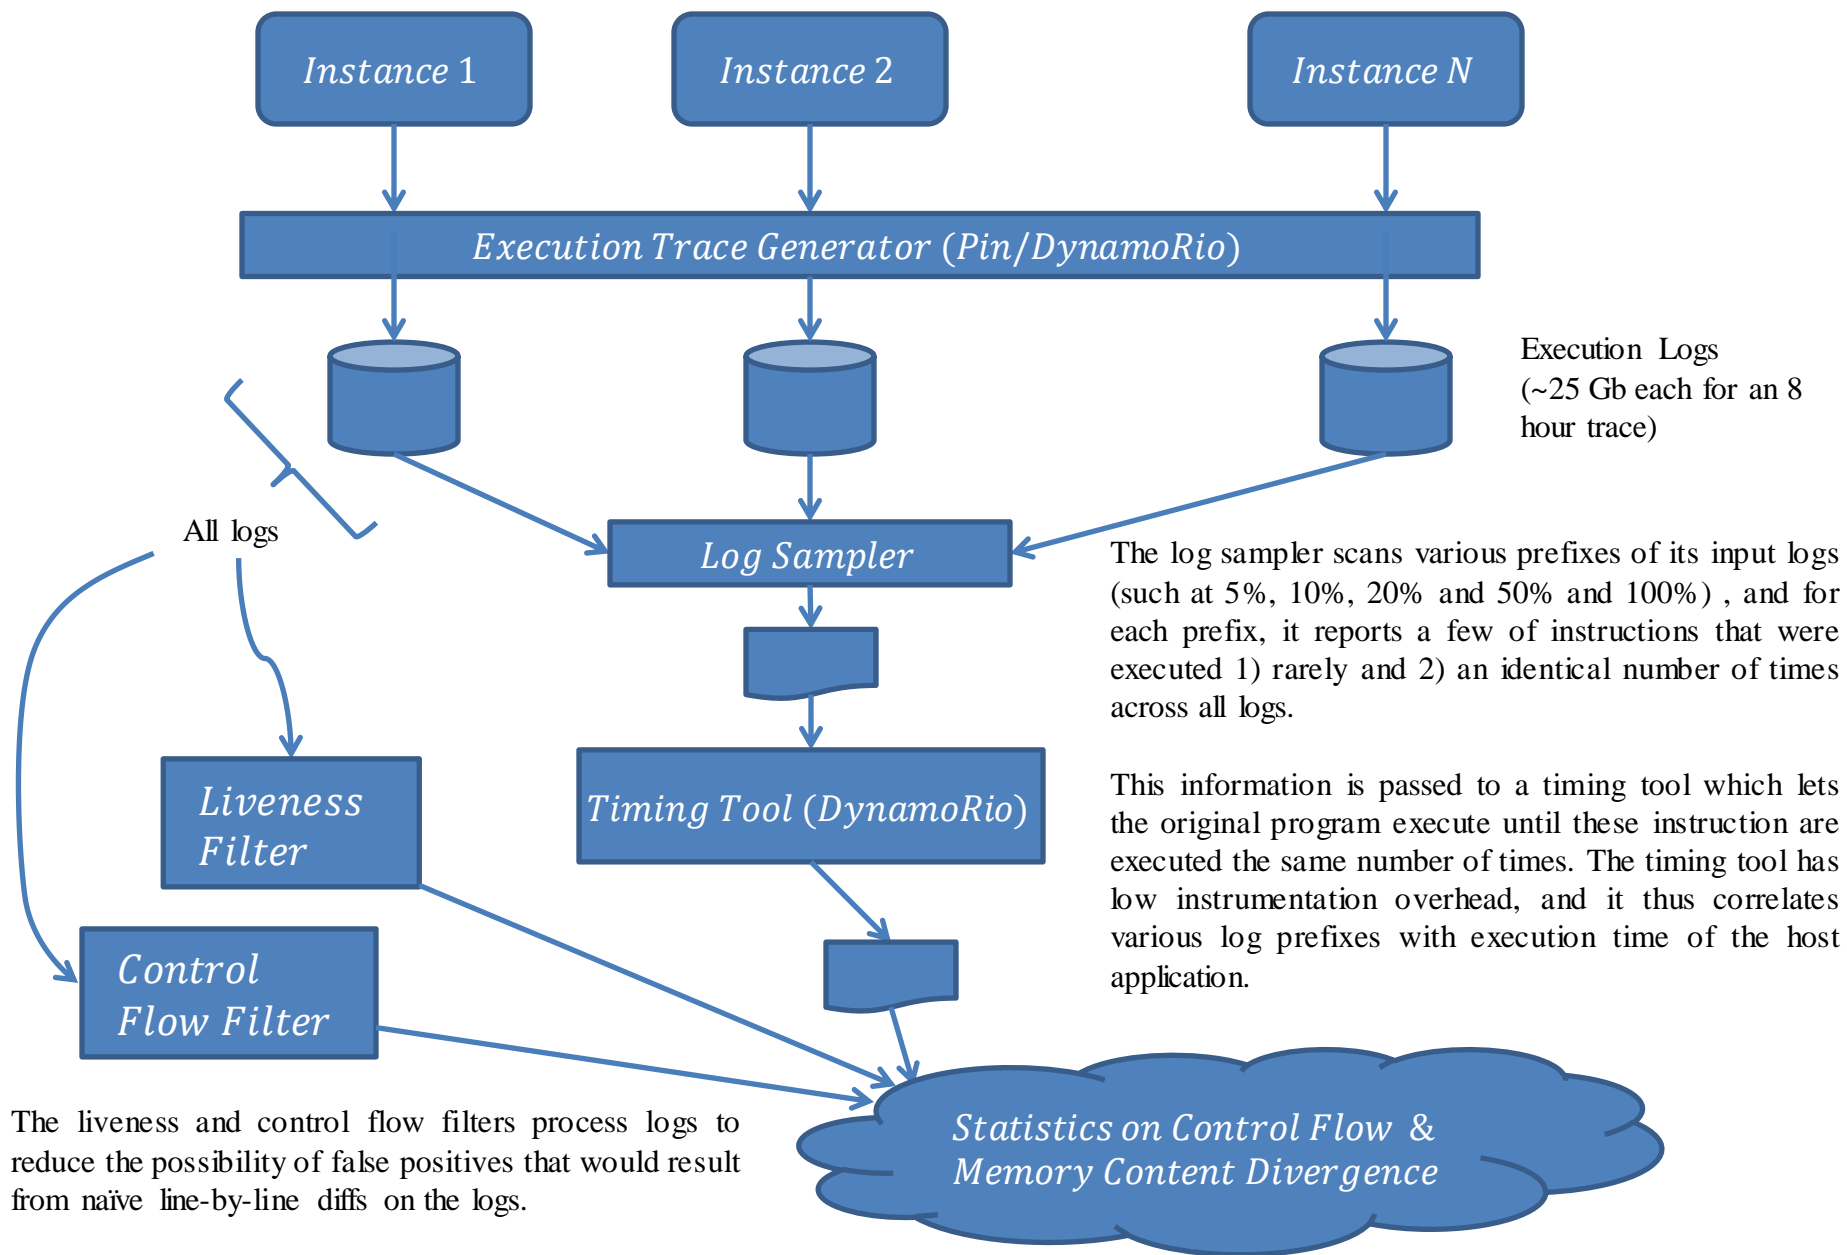 Instance 1
Instance 2
Instance N
Execution Trace Generator (Pin/DynamoRio)
Execution Logs
(~25 Gb each for an 8
hour trace)
All logs
Log Sampler
The log sampler scans various prefixes of its input logs
(such at 5%, 10%, 20% and 50% and 100%) , and for
each prefix, it reports a few of instructions that were
executed 1) rarely and 2) an identical number of times
across all logs.
Liveness
Filter
Timing Tool (DynamoRio)
This information is passed to a timing tool which lets
the original program execute until these instruction are
executed the same number of times. The timing tool has
low instrumentation overhead, and it thus correlates
various log prefixes with execution time of the host
application.
Control
Flow Filter
The liveness and control flow filters process logs to
reduce the possibility of false positives that would result
from naïve line-by-line diffs on the logs.
Statistics on Control Flow &
Memory Content Divergence